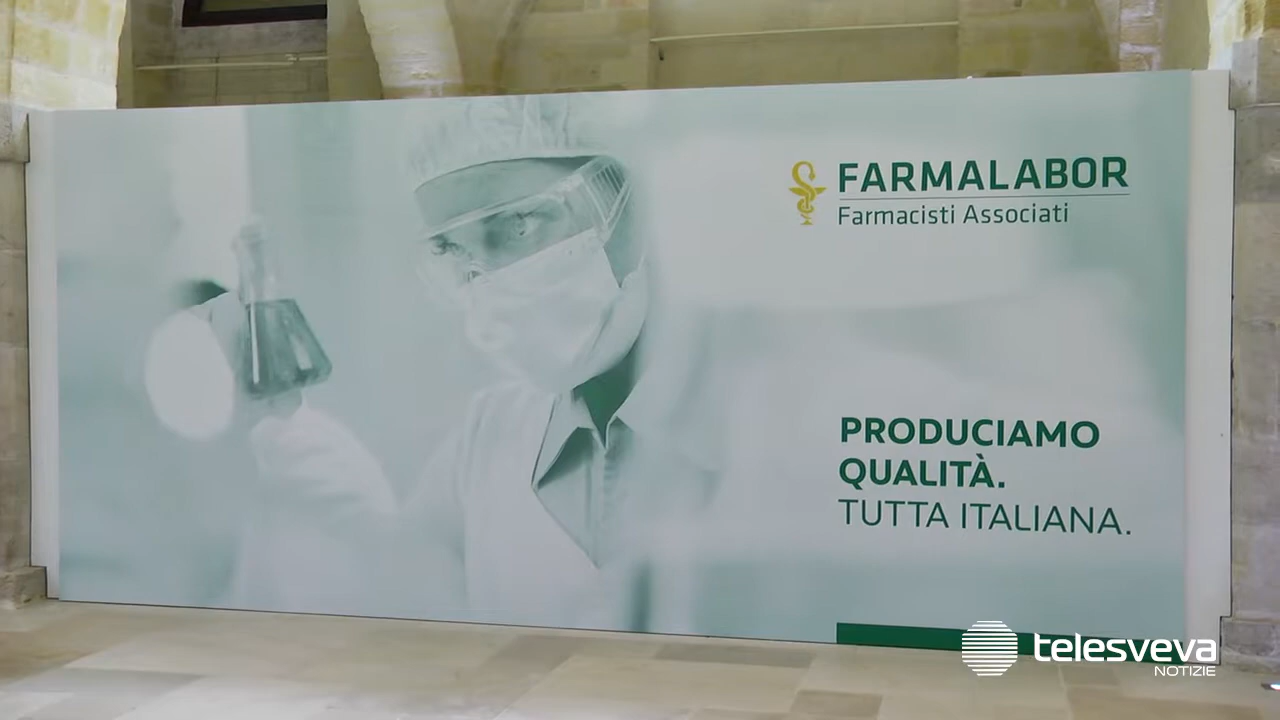 FARMALABOR
Farmacisti Associati
PRODUCIAMO
QUALITÀ.
TUTTA ITALIANA.
telesveva
NOTIZIE